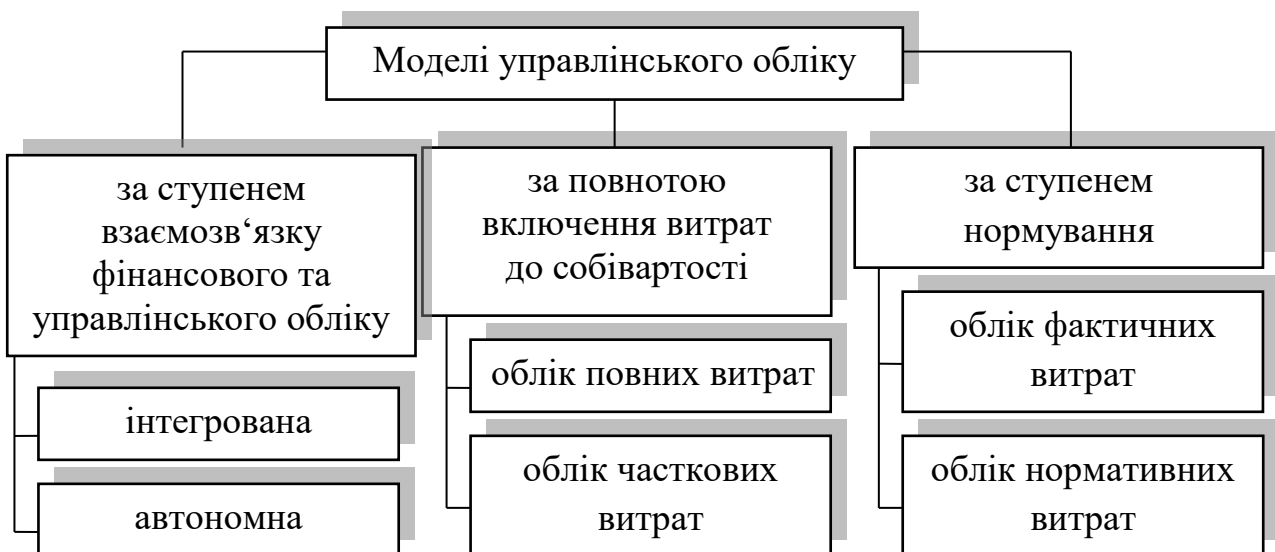 Моделі управлінського обліку
за ступенем
взаємозв‘язку
фінансового та
управлінського обліку
інтегрована
автономна
за повнотою
включення витрат
до собівартості
облік повних витрат
облік часткових
витрат
за ступенем
нормування
облік фактичних
витрат
облік нормативних
витрат